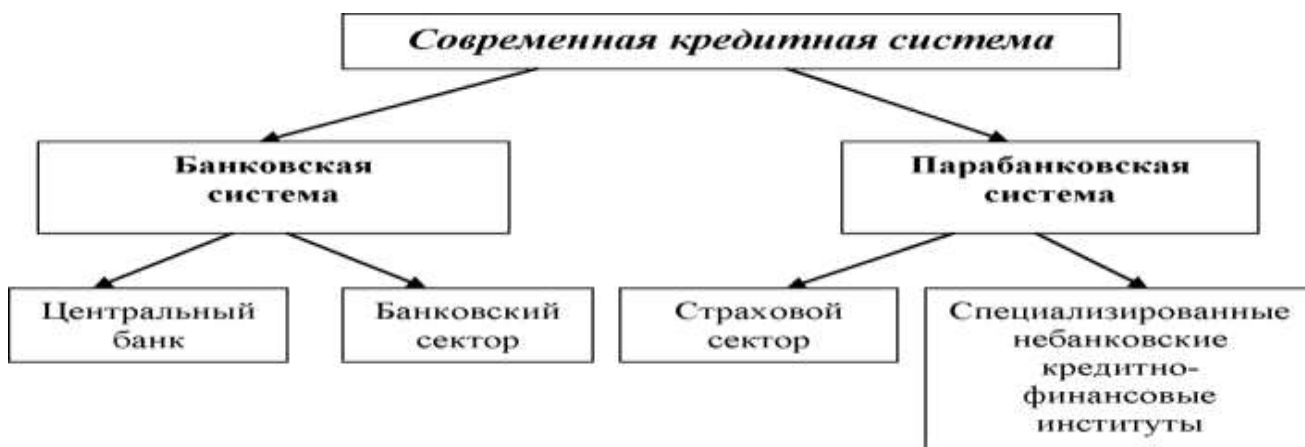 Современная кредитная система
Банковская
система
Парабанковская
система
Центральный
банк
Банковский
сектор
Страховой
сектор
Специализированные
небанковские
кредитно-
финансовые
институты